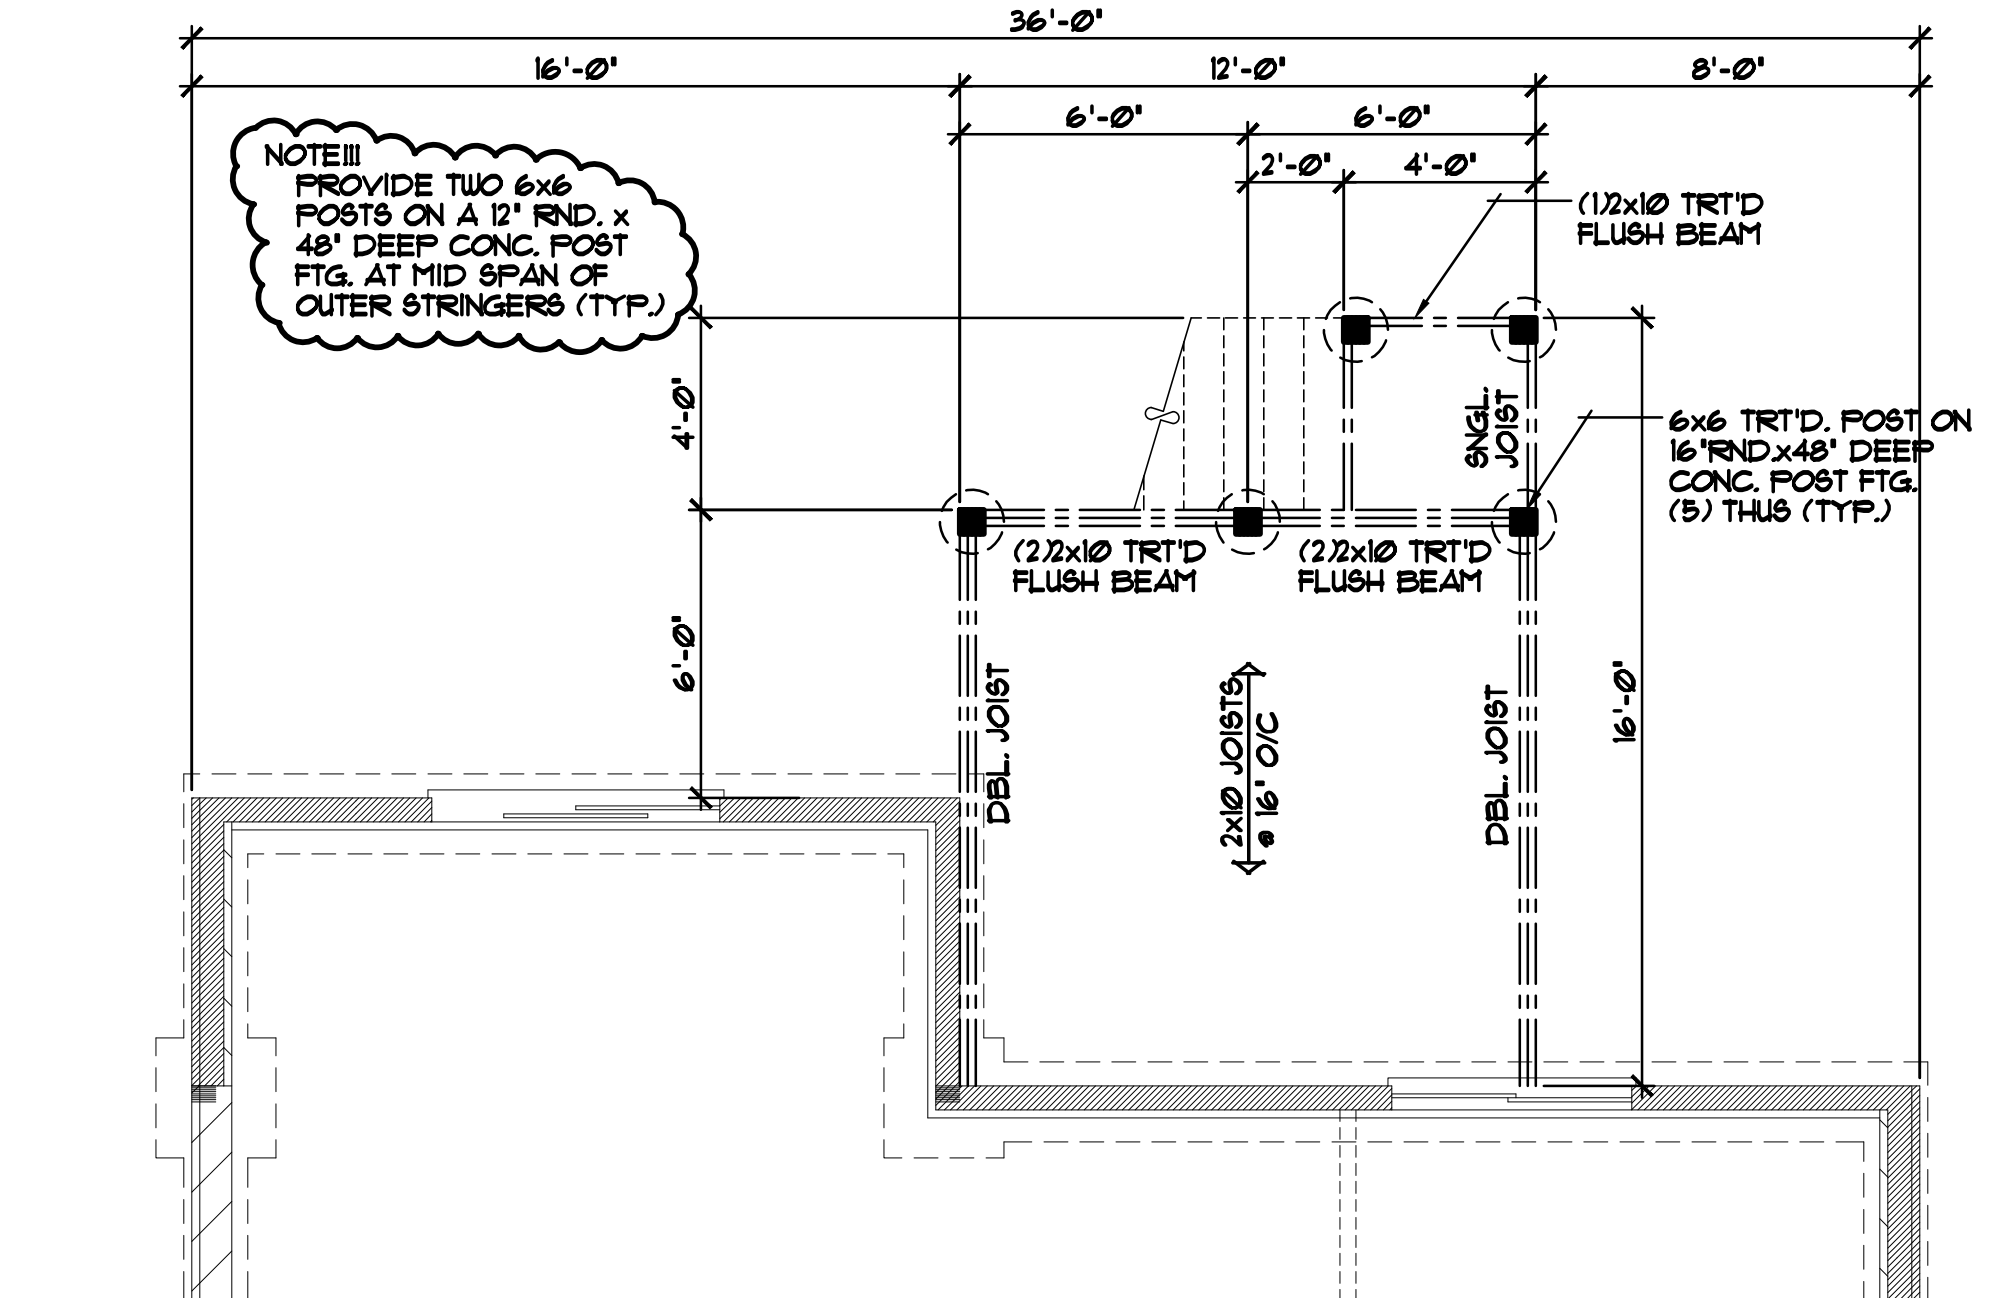 36'-0"
16'-0"
12'-0"
8'-0"
6'-0"
6'-0"
2'-0"
4'-0"
NOTE!!!
PROVIDE TWO 6x6
POSTS ON A 12" RND. x
48" DEEP CONC. POST
FTG. AT MID SPAN OF
OUTER STRINGERS (TYP.)
(1)2x10 TRT'D
FLUSH BEAM
4'-0"
SNGL.
JOIST
6x6 TRT'D. POST ON
16"RND.x48" DEEP
CONC. POST FTG.
(5) THUS (TYP.)
(2)2x10 TRT'D
FLUSH BEAM
(2)2x10 TRT'D
FLUSH BEAM
6'-0"
DBL. JOIST
2x10 JOISTS
@ 16" O/C
DBL. JOIST
16'-0"